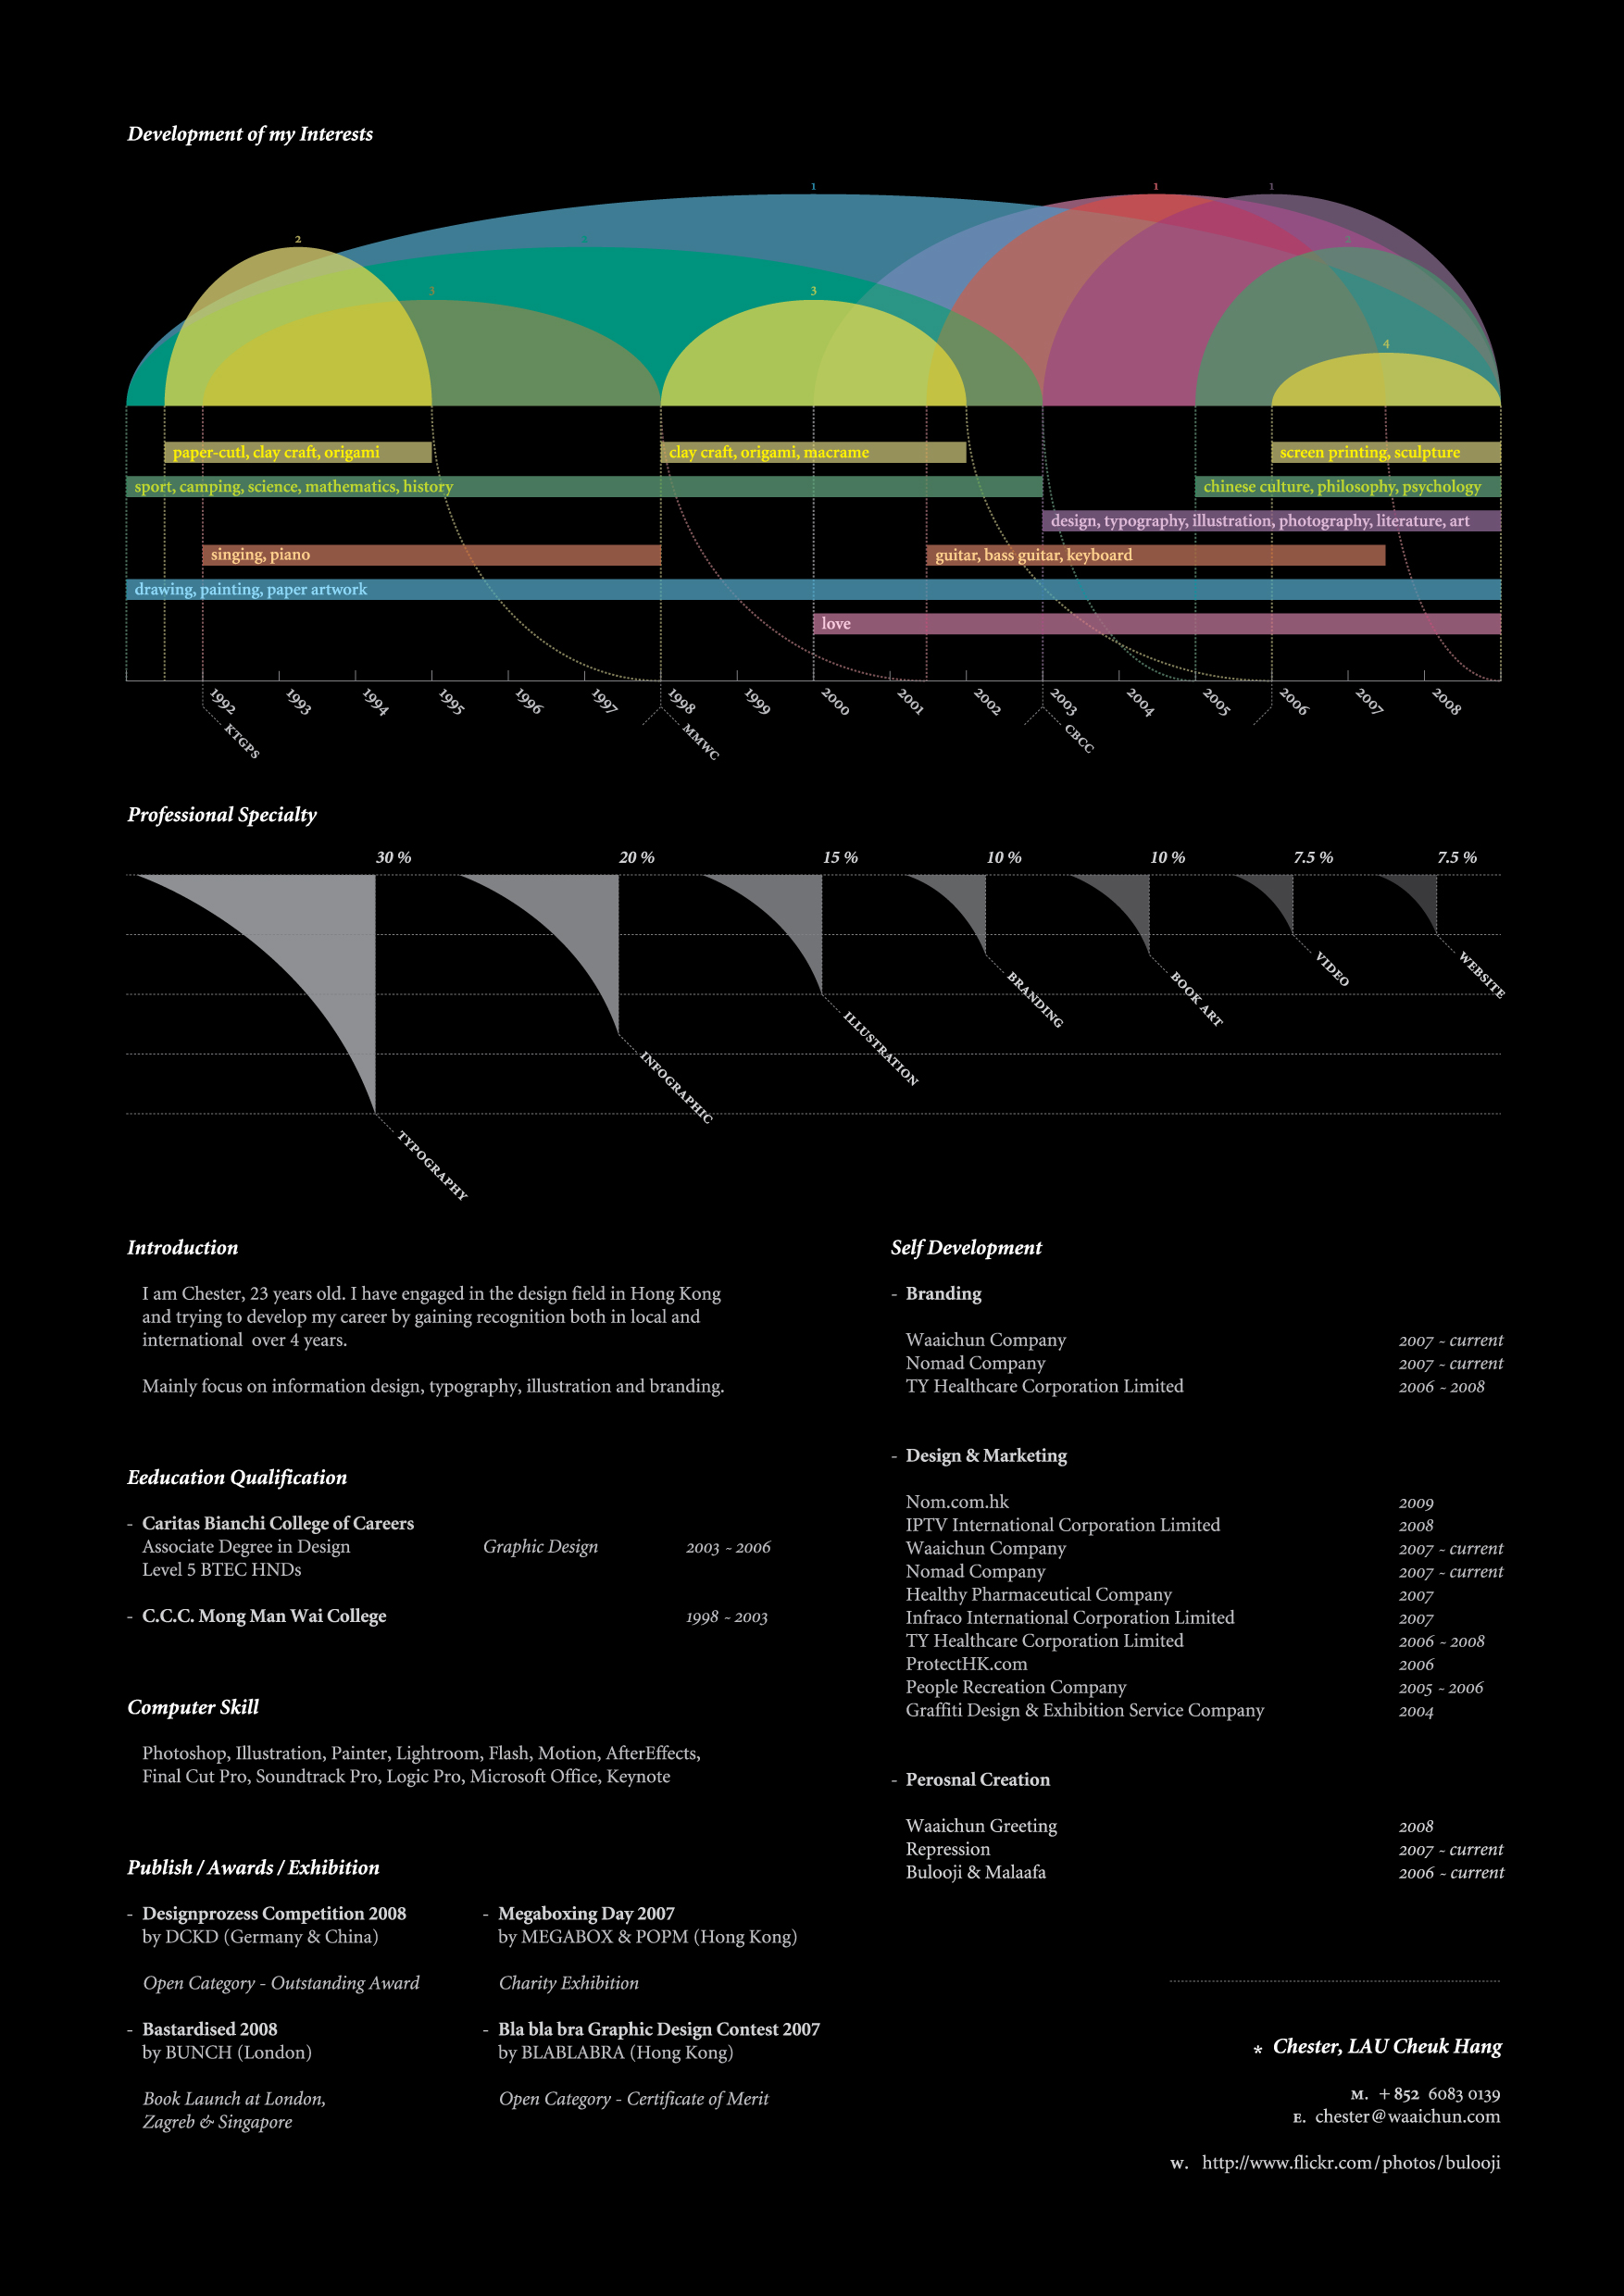 Development of my Interests
1
1
1
2
2
2
3
3
4
paper-cutl, clay craft, origami
clay craft, origami, macrame
screen printing, sculpture
sport, camping, science, mathematics, history
chinese culture, philosophy, psychology
design, typography, illustration, photography, literature, art
singing, piano
guitar, bass guitar, keyboard
drawing, painting, paper artwork
love
1992
1993
1994
1995
1996
1997
1998
1999
2000
2001
2002
2003
2004
2005
2006
2007
2008
KTGPS
MMWC
CBCC
Professional Specialty
30 %
20 %
15 %
10 %
10 %
7.5 %
7.5 %
TYPOGRAPHY
INFOGRAPHIC
ILLUSTRATION
BRANDING
BOOK ART
VIDEO
WEBSITE
Introduction
I am Chester, 23 years old. I have engaged in the design field in Hong Kong
and trying to develop my career by gaining recognition both in local and
international over 4 years.
Mainly focus on information design, typography, illustration and branding.
Eeducation Qualification
- Caritas Bianchi College of Careers
Associate Degree in Design Graphic Design 2003 ~ 2006
Level 5 BTEC HNDs
- C.C.C. Mong Man Wai College 1998 ~ 2003
Computer Skill
Photoshop, Illustration, Painter, Lightroom, Flash, Motion, AfterEffects,
Final Cut Pro, Soundtrack Pro, Logic Pro, Microsoft Office, Keynote
Publish / Awards / Exhibition
- Designprozess Competition 2008
by DCKD (Germany & China)
Open Category - Outstanding Award
- Bastardised 2008
by BUNCH (London)
Book Launch at London,
Zagreb & Singapore
- Megaboxing Day 2007
by MEGABOX & POPM (Hong Kong)
Charity Exhibition
- Bla bla bra Graphic Design Contest 2007
by BLABLABRA (Hong Kong)
Open Category - Certificate of Merit
Self Development
- Branding
Waaichun Company 2007 ~ current
Nomad Company 2007 ~ current
TY Healthcare Corporation Limited 2006 ~ 2008
- Design & Marketing
Nom.com.hk 2009
IPTV International Corporation Limited 2008
Waaichun Company 2007 ~ current
Nomad Company 2007 ~ current
Healthy Pharmaceutical Company 2007
Infraco International Corporation Limited 2007
TY Healthcare Corporation Limited 2006 ~ 2008
ProtectHK.com 2006
People Recreation Company 2005 ~ 2006
Graffiti Design & Exhibition Service Company 2004
- Perosnal Creation
Waaichun Greeting 2008
Repression 2007 ~ current
Bulooji & Malaafa 2006 ~ current
* Chester, LAU Cheuk Hang
M. +852 6083 0139
E. chester@waaichun.com
W. http://www.flickr.com/photos/bulooji